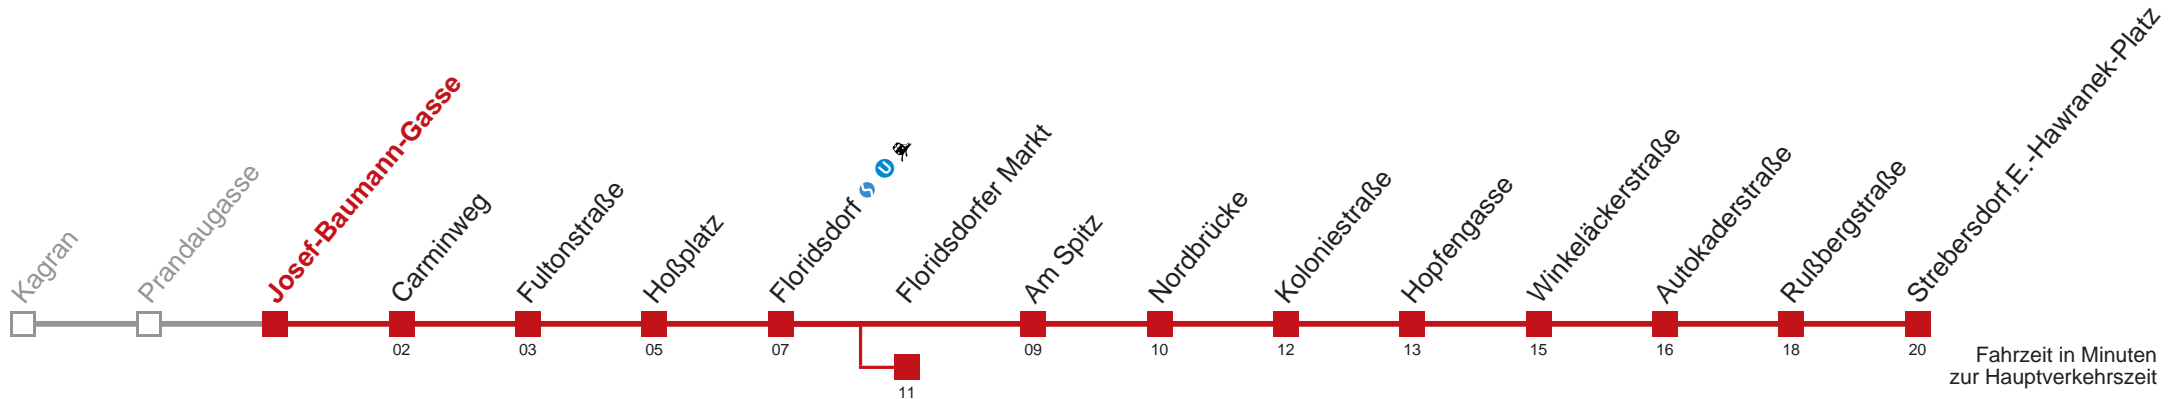 Kagran
Prandaugasse
Josef-Baumann-Gasse
Carminweg
Fultonstraße
Hoßplatz
Floridsdorf S U
Floridsdorfer Markt
Am Spitz
Nordbrücke
Koloniestraße
Hopfengasse
Winkeläckerstraße
Autokaderstraße
Rußbergstraße
Strebersdorf,E.-Hawranek-Platz
02
03
05
07
11
09
10
12
13
15
16
18
20
Fahrzeit in Minuten
zur Hauptverkehrszeit